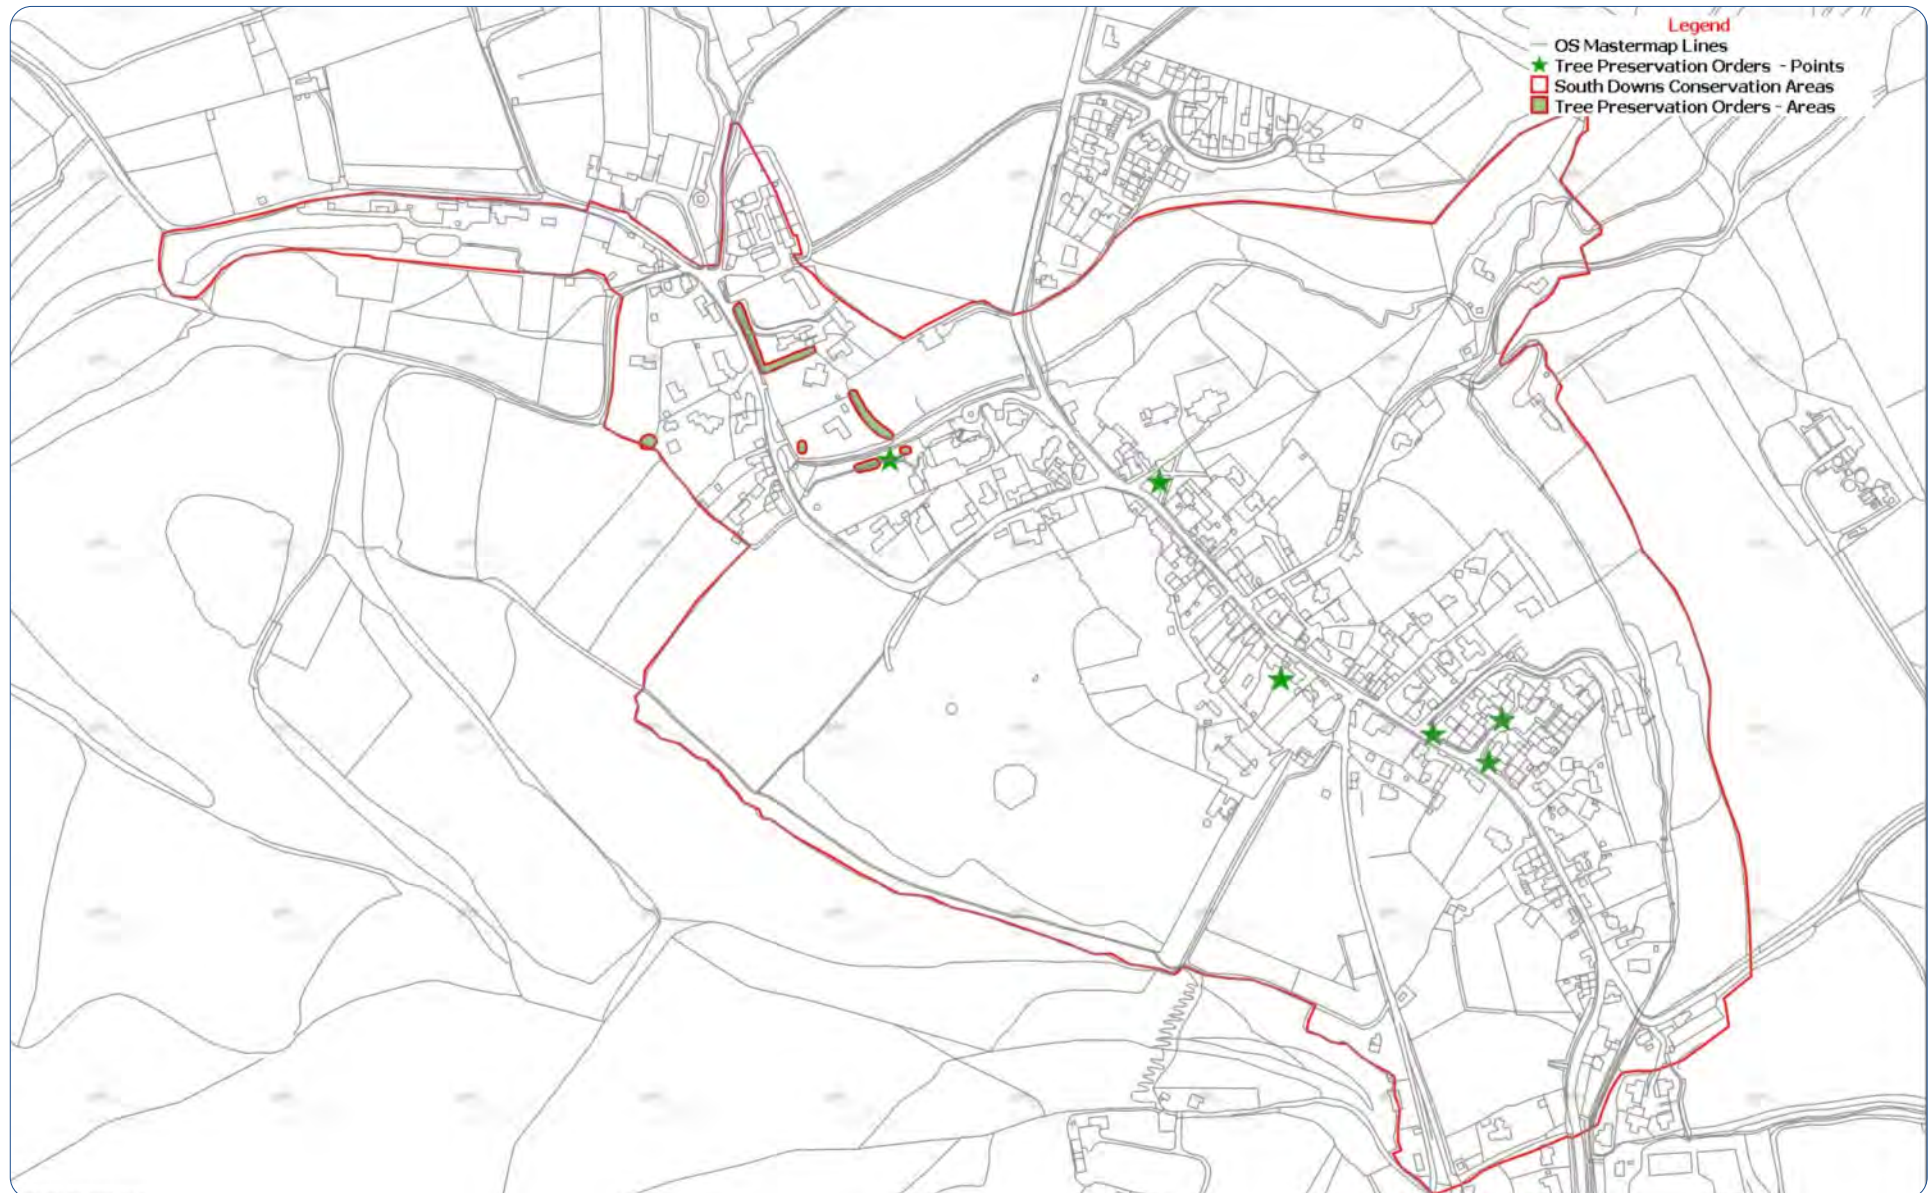 Legend
OS Mastermap Lines
Tree Preservation Orders - Points
South Downs Conservation Areas
Tree Preservation Orders - Areas